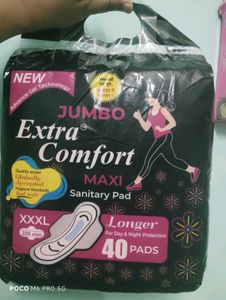 NEW
Advance Gel Technology
JUMBO
Extra
Comfort
MAXI
Sanitary Pad
Quality as per
Globally
Accepted
Hygiene Standards
XXXL
Longer
For Day & Night Protection
40 PADS
POCO M6 PRO 5G